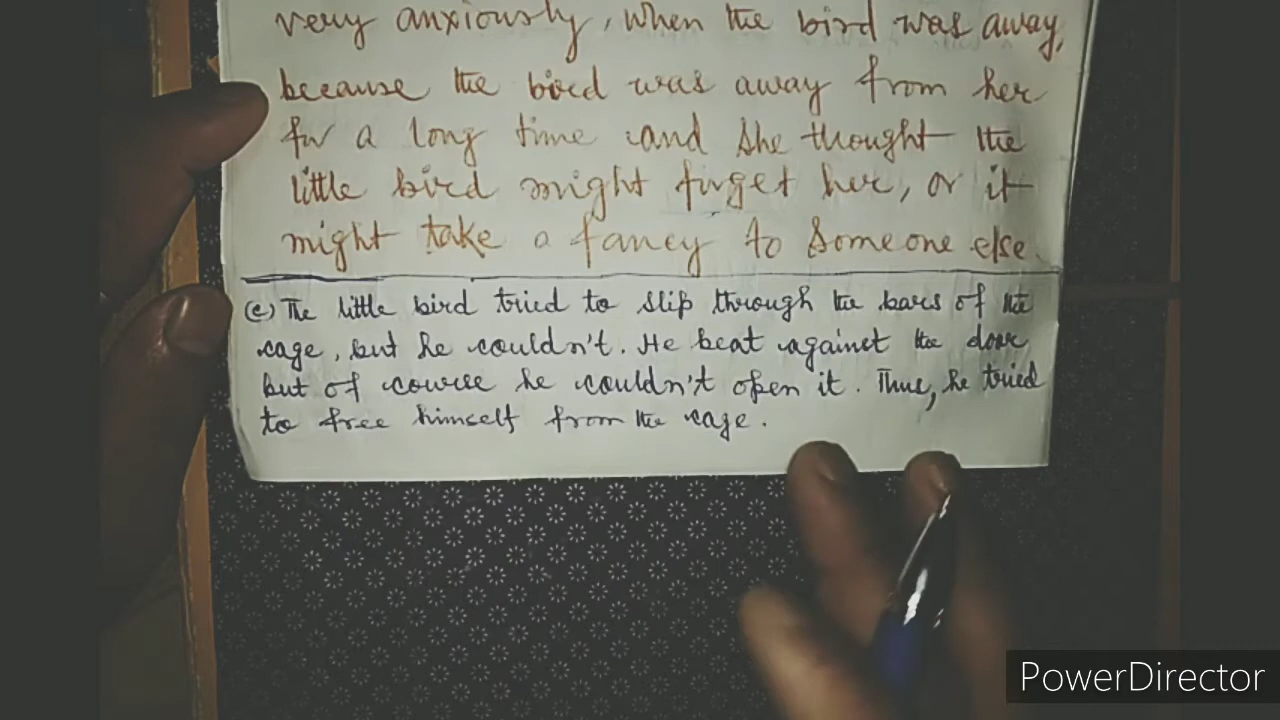 very anxiously, when the bird was away,
because the bird was away from her
for a long time and she thought the
little bird might forget her, or it
might take a fancy to someone else.
(e) The little bird tried to slip through the bars of the
cage, but he couldn't. He beat against the door
but of course he couldn't open it. Thus, he tried
to free himself from the cage.
PowerDirector